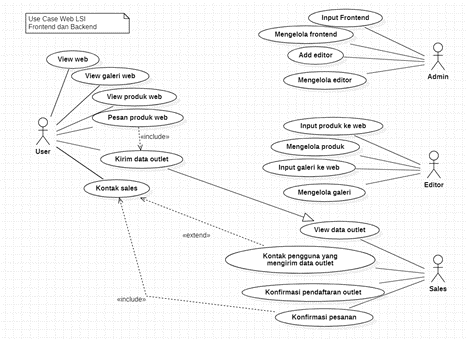 Use Case Web LSI
Frontend dan Backend
Input Frontend
Mengelola frontend
Add editor
Mengelola editor
Admin
View web
View galeri web
View produk web
Pesan produk web
«include»
User
Kirim data outlet
Kontak sales
Input produk ke web
Mengelola produk
Input galeri ke web
Mengelola galeri
Editor
View data outlet
«extend»
Kontak pengguna yang
mengirim data outlet
Konfirmasi pendaftaran outlet
Sales
«include»
Konfirmasi pesanan